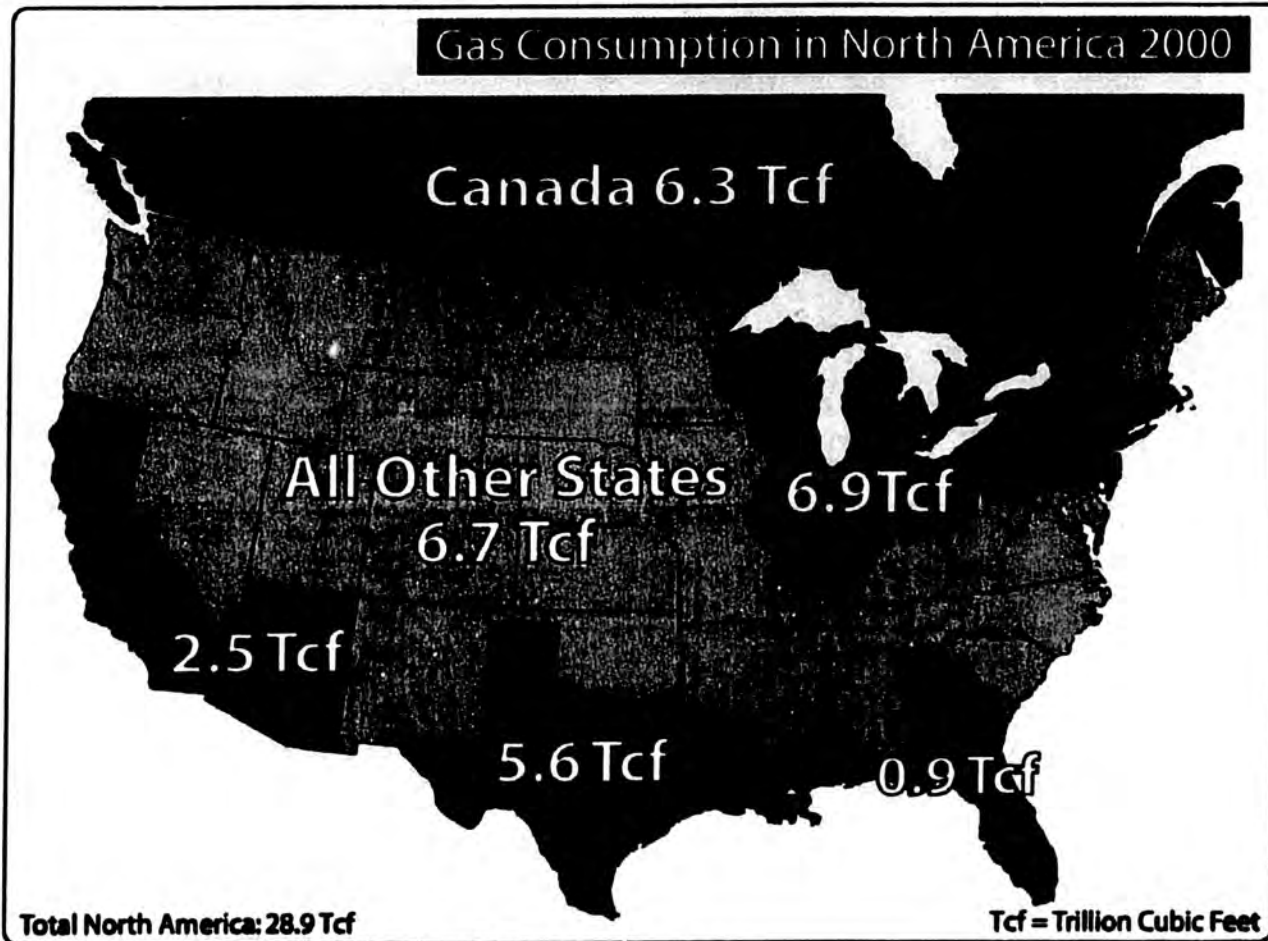 Gas Consumption in North America 2000
Canada 6.3 Tcf
All Other States
6.7 Tcf
6.9 Tcf
2.5 Tcf
5.6 Tcf
0.9 Tcf
Total North America: 28.9 Tcf
Tcf = Trillion Cubic Feet